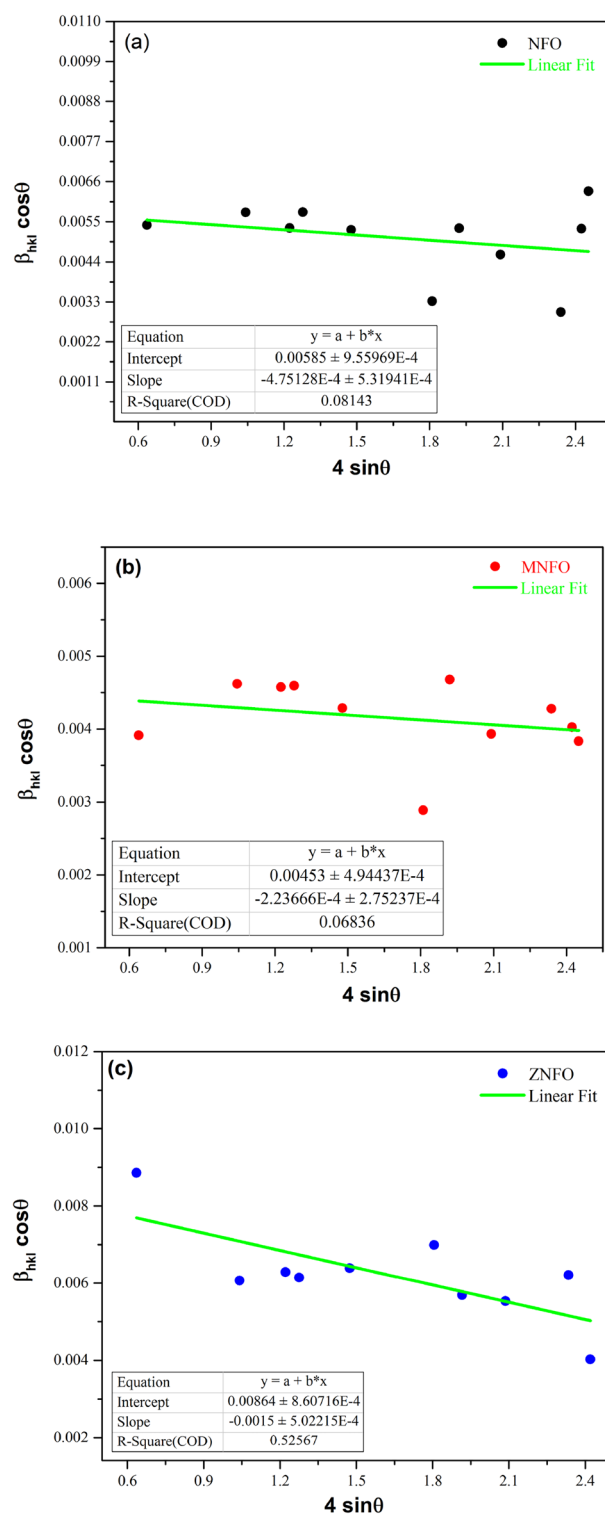 (a)
NFO
Linear Fit
0.0110
0.0099
0.0088
0.0077
0.0066
0.0055
0.0044
0.0033
0.0022
0.0011
βhkl cosθ
Equation y = a + b*x
Intercept 0.00585 ± 9.55969E-4
Slope -4.75128E-4 ± 5.31941E-4
R-Square(COD) 0.08143
0.6 0.9 1.2 1.5 1.8 2.1 2.4
4 sinθ
(b)
MNFO
Linear Fit
0.006
0.005
0.004
0.003
0.002
0.001
βhkl cosθ
Equation y = a + b*x
Intercept 0.00453 ± 4.94437E-4
Slope -2.23666E-4 ± 2.75237E-4
R-Square(COD) 0.06836
0.6 0.9 1.2 1.5 1.8 2.1 2.4
4 sinθ
(c)
ZNFO
Linear Fit
0.012
0.010
0.008
0.006
0.004
0.002
βhkl cosθ
Equation y = a + b*x
Intercept 0.00864 ± 8.60716E-4
Slope -0.0015 ± 5.02215E-4
R-Square(COD) 0.52567
0.6 0.9 1.2 1.5 1.8 2.1 2.4
4 sinθ